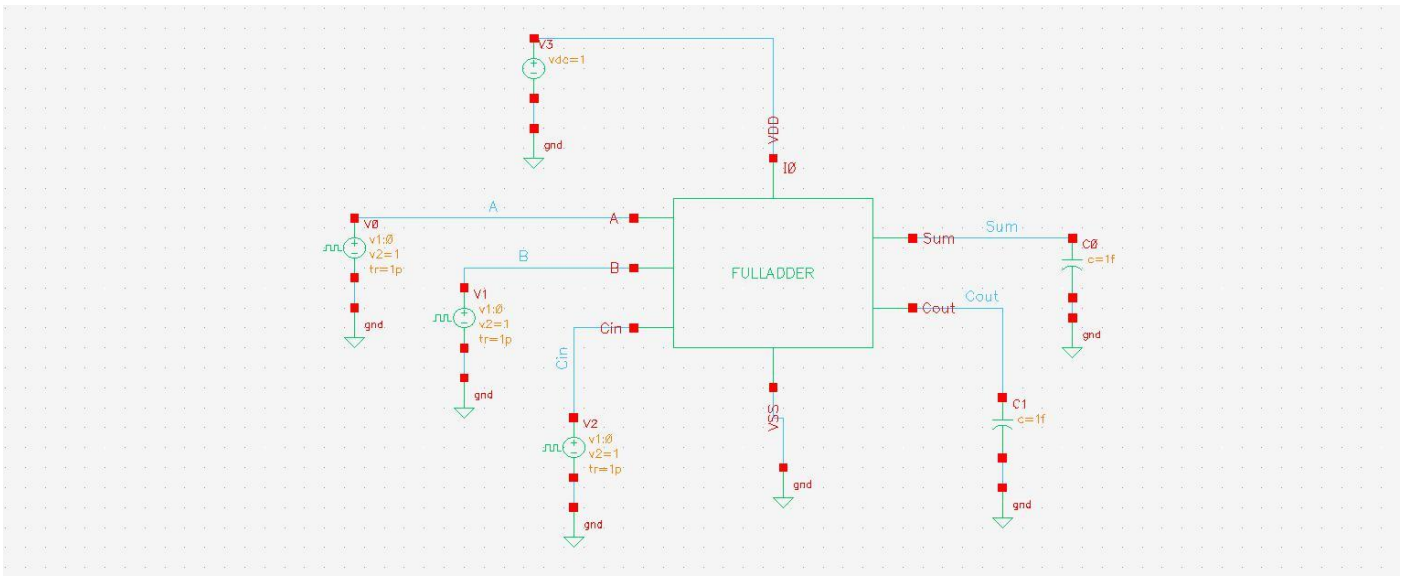 V3
vdc=1
gnd
VDD
I0
A
A
V0
v1:0
v2=1
tr=1p
gnd
B
B
V1
v1:0
v2=1
tr=1p
gnd
Cin
Cin
V2
v1:0
v2=1
tr=1p
gnd
FULLADDER
VSS
gnd
Sum
Sum
C0
c=1f
gnd
Cout
Cout
C1
c=1f
gnd